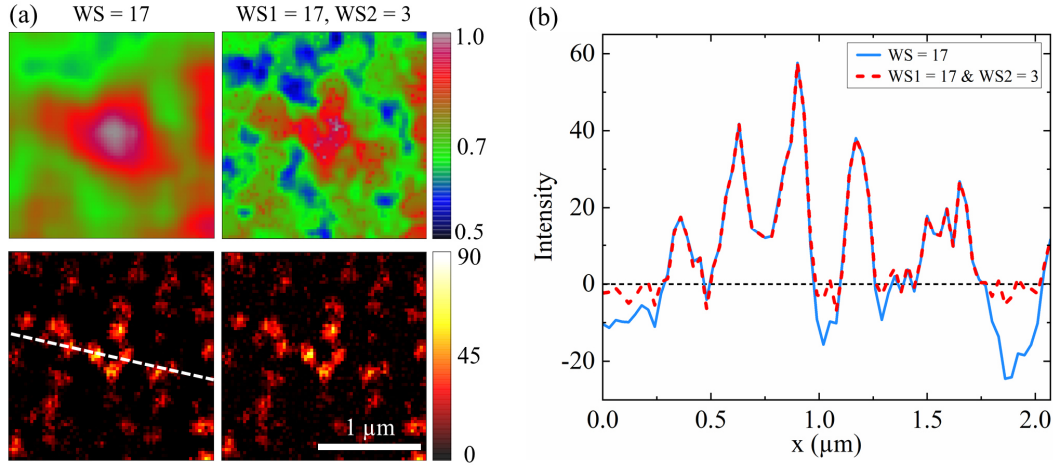 (a) WS = 17 WS1 = 17, WS2 = 3
1.0
0.7
0.5
90
45
0
1 µm
(b)
WS = 17
WS1 = 17 & WS2 = 3
60
40
20
0
-20
Intensity
0.0 0.5 1.0 1.5 2.0
x (µm)